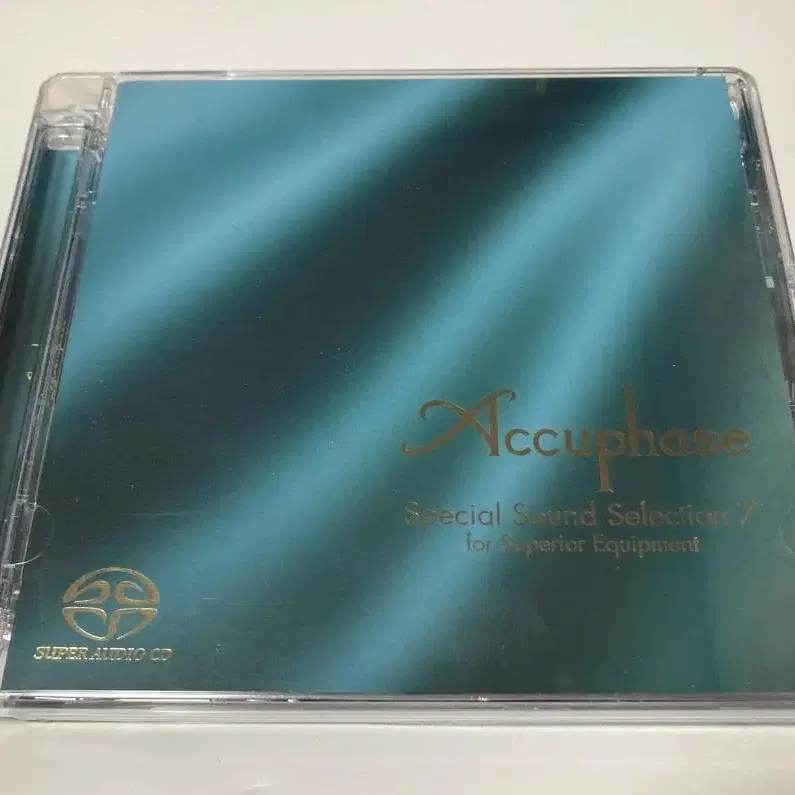 Accuphase
Special Sound Selection 7
for Superior Equipment
SUPER AUDIO CD